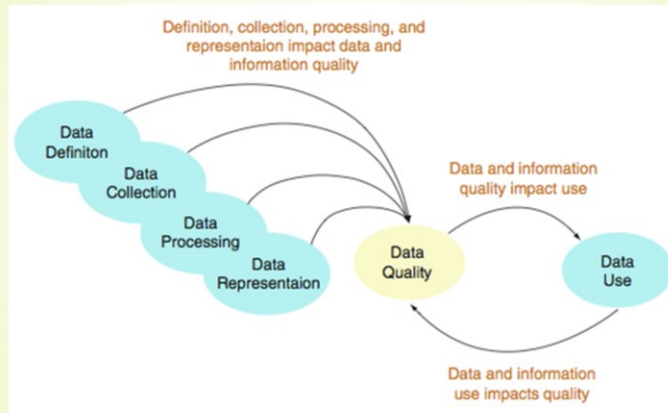 Definition, collection, processing, and
representaion impact data and
information quality
Data
Definiton
Data
Collection
Data
Processing
Data
Representaion
Data
Quality
Data and information
quality impact use
Data
Use
Data and information
use impacts quality